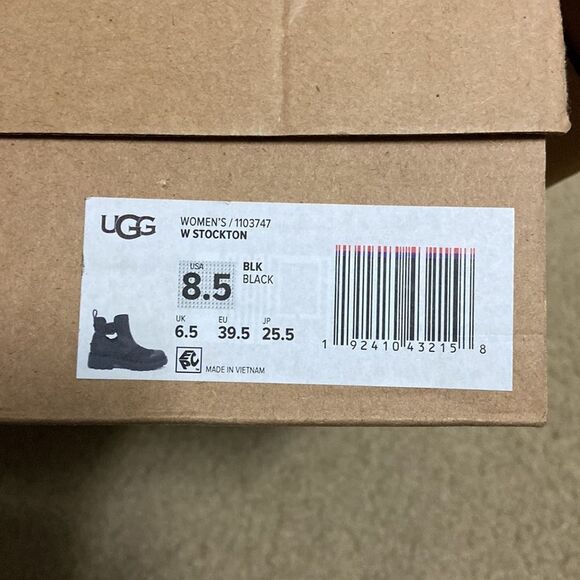 UGG
WOMEN'S / 1103747
W STOCKTON
USA
8.5
BLK
BLACK
UK EU JP
6.5 39.5 25.5
MADE IN VIETNAM
1 92410 43215 8